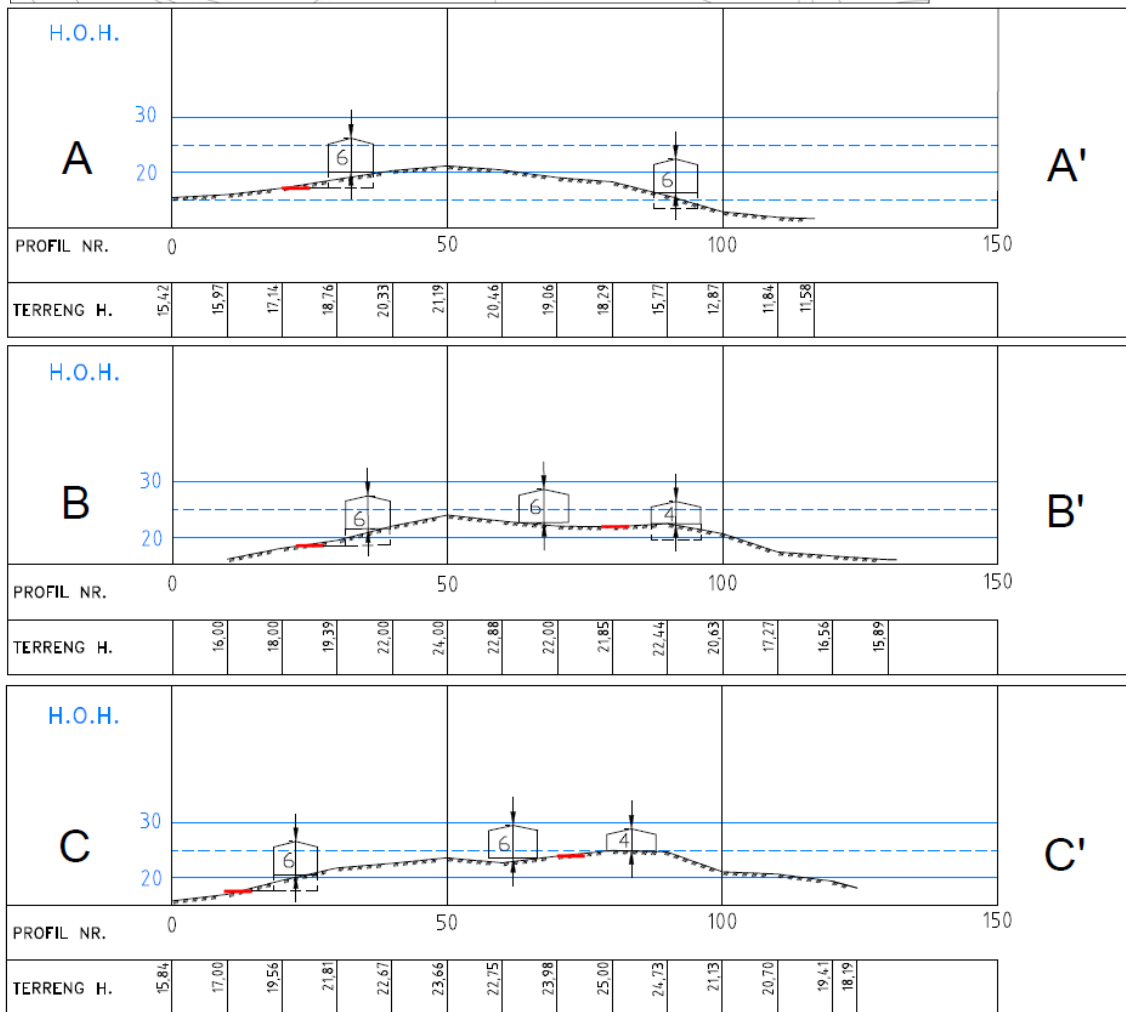 H.O.H.
30
A 6 6 A'
20
PROFIL NR. 0 50 100 150
TERRENG H. 15,42 15,97 17,14 18,76 20,33 21,19 20,46 19,06 18,29 15,77 12,87 11,84 11,58
H.O.H.
30
B 6 6 4 B'
20
PROFIL NR. 0 50 100 150
TERRENG H. 16,00 18,00 19,39 22,00 24,00 22,88 22,00 21,85 22,44 20,63 17,27 16,56 15,89
H.O.H.
30
C 6 6 4 C'
20
PROFIL NR. 0 50 100 150
TERRENG H. 15,84 17,00 19,56 21,81 22,67 23,66 22,75 23,98 25,00 24,73 21,13 20,70 19,41 18,19